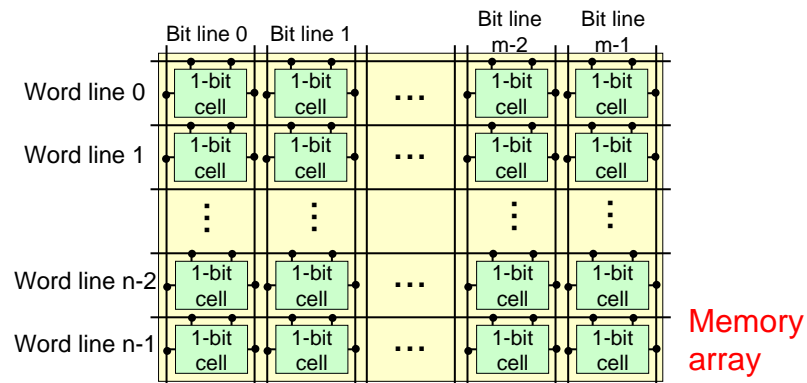 Bit line 0 Bit line 1 Bit line m-2 Bit line m-1
Word line 0 1-bit cell 1-bit cell ... 1-bit cell 1-bit cell
Word line 1 1-bit cell 1-bit cell ... 1-bit cell 1-bit cell
⋮ ⋮ ⋮ ⋮
Word line n-2 1-bit cell 1-bit cell ... 1-bit cell 1-bit cell
Word line n-1 1-bit cell 1-bit cell ... 1-bit cell 1-bit cell
Memory
array